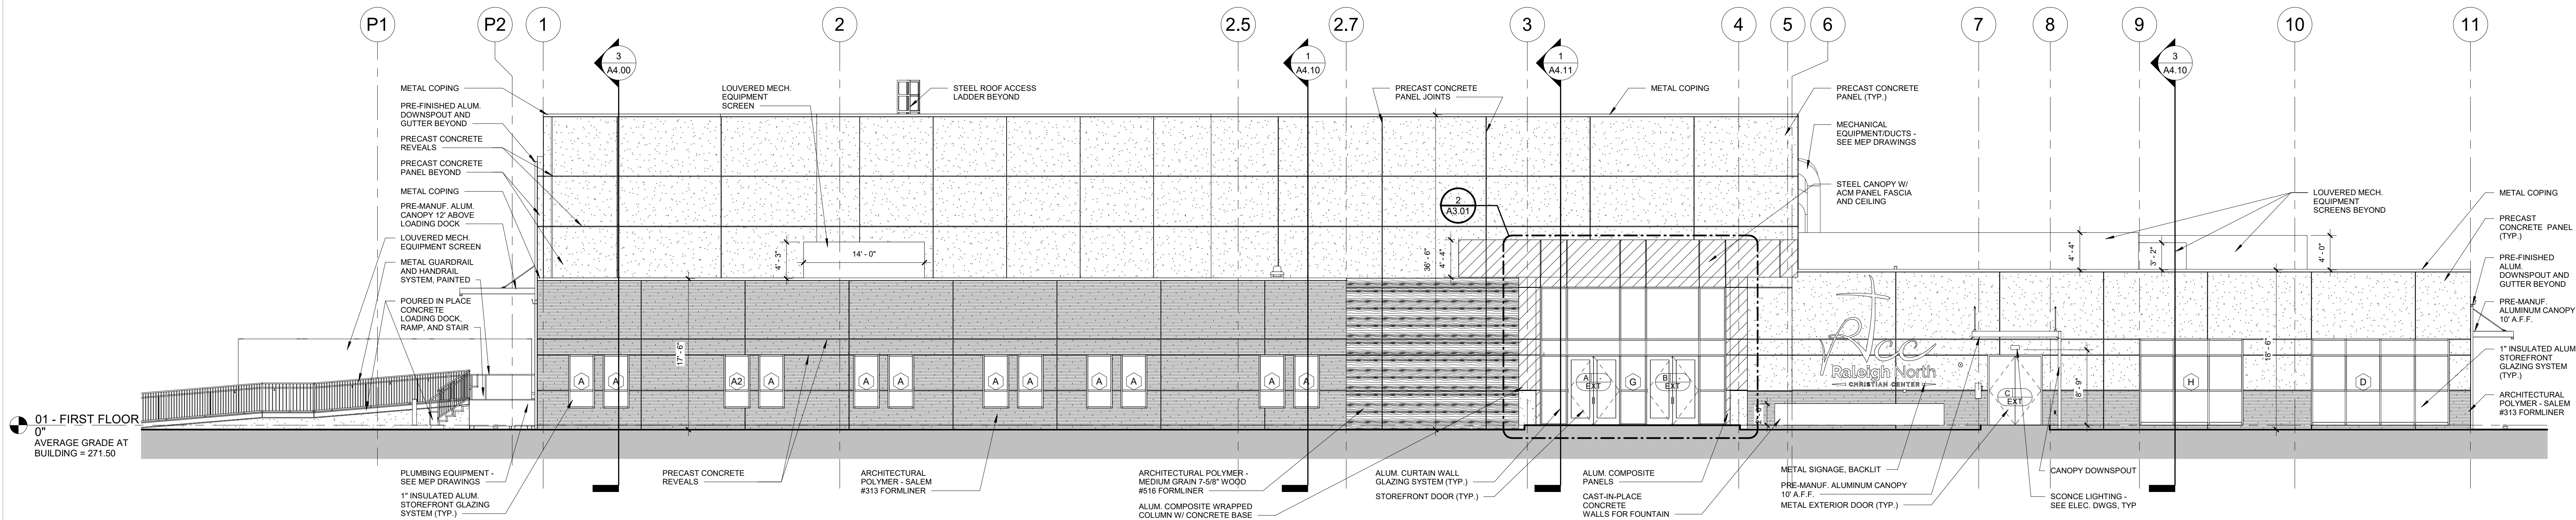 P1
P2
1
2
2.5
2.7
3
4
5
6
7
8
9
10
11
3
A4.00
1
A4.10
1
A4.11
3
A4.10
METAL COPING
PRE-FINISHED ALUM.
DOWNSPOUT AND
GUTTER BEYOND
PRECAST CONCRETE
REVEALS
PRECAST CONCRETE
PANEL BEYOND
METAL COPING
PRE-MANUF. ALUM.
CANOPY 12' ABOVE
LOADING DOCK
LOUVERED MECH.
EQUIPMENT SCREEN
METAL GUARDRAIL
AND HANDRAIL
SYSTEM, PAINTED
POURED IN PLACE
CONCRETE
LOADING DOCK,
RAMP, AND STAIR
LOUVERED MECH.
EQUIPMENT
SCREEN
STEEL ROOF ACCESS
LADDER BEYOND
PRECAST CONCRETE
PANEL JOINTS
METAL COPING
PRECAST CONCRETE
PANEL (TYP.)
MECHANICAL
EQUIPMENT/DUCTS -
SEE MEP DRAWINGS
STEEL CANOPY W/
ACM PANEL FASCIA
AND CEILING
2
A3.01
LOUVERED MECH.
EQUIPMENT
SCREENS BEYOND
METAL COPING
PRECAST
CONCRETE PANEL
(TYP.)
PRE-FINISHED
ALUM.
DOWNSPOUT AND
GUTTER BEYOND
PRE-MANUF.
ALUMINUM CANOPY
10' A.F.F.
1" INSULATED ALUM
STOREFRONT
GLAZING SYSTEM
(TYP.)
ARCHITECTURAL
POLYMER - SALEM
#313 FORMLINER
4' - 3"
14' - 0"
17' - 6"
36' - 6"
4' - 4"
4' - 4"
3' - 2"
4' - 0"
18' - 6"
8' - 9"
A
A
A2
A
A
A
A
A
A
A
A
A
A
EXT
G
B
EXT
C
EXT
H
D
rcc
Raleigh North
CHRISTIAN CENTER
01 - FIRST FLOOR
0"
AVERAGE GRADE AT
BUILDING = 271.50
PLUMBING EQUIPMENT -
SEE MEP DRAWINGS
1" INSULATED ALUM.
STOREFRONT GLAZING
SYSTEM (TYP.)
PRECAST CONCRETE
REVEALS
ARCHITECTURAL
POLYMER - SALEM
#313 FORMLINER
ARCHITECTURAL POLYMER -
MEDIUM GRAIN 7-5/8" WOOD
#516 FORMLINER
ALUM. COMPOSITE WRAPPED
COLUMN W/ CONCRETE BASE
ALUM. CURTAIN WALL
GLAZING SYSTEM (TYP.)
STOREFRONT DOOR (TYP.)
ALUM. COMPOSITE
PANELS
CAST-IN-PLACE
CONCRETE
WALLS FOR FOUNTAIN
METAL SIGNAGE, BACKLIT
PRE-MANUF. ALUMINUM CANOPY
10' A.F.F.
METAL EXTERIOR DOOR (TYP.)
CANOPY DOWNSPOUT
SCONCE LIGHTING -
SEE ELEC. DWGS, TYP